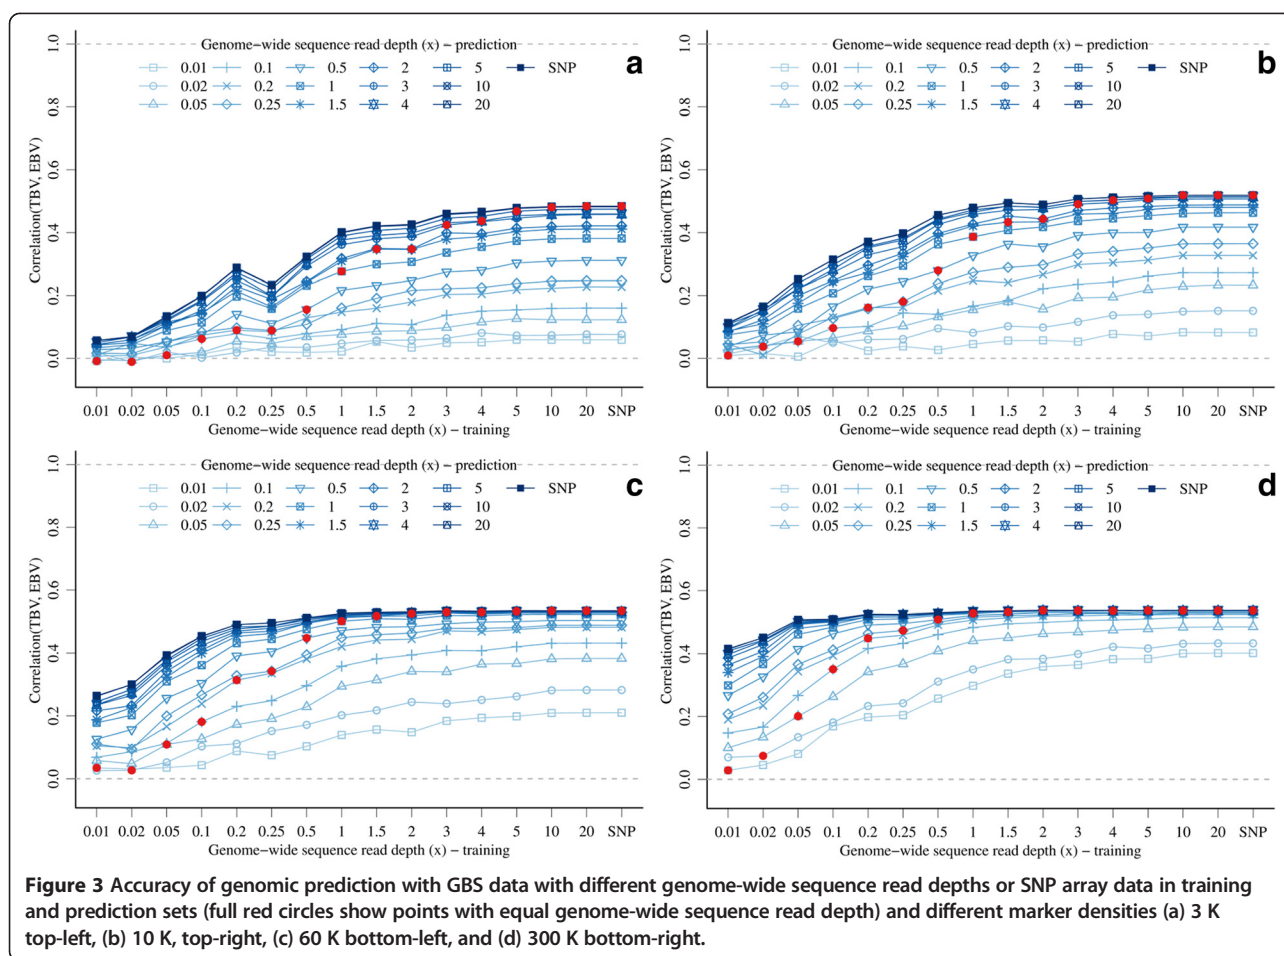 Genome−wide sequence read depth (x) − prediction
0.01 0.1 0.5 2 5 SNP
0.02 0.2 1 3 10
0.05 0.25 1.5 4 20
a
1.0
0.8
0.6
0.4
0.2
0.0
Correlation(TBV, EBV)
0.01 0.02 0.05 0.1 0.2 0.25 0.5 1 1.5 2 3 4 5 10 20 SNP
Genome−wide sequence read depth (x) − training
Genome−wide sequence read depth (x) − prediction
0.01 0.1 0.5 2 5 SNP
0.02 0.2 1 3 10
0.05 0.25 1.5 4 20
b
1.0
0.8
0.6
0.4
0.2
0.0
Correlation(TBV, EBV)
0.01 0.02 0.05 0.1 0.2 0.25 0.5 1 1.5 2 3 4 5 10 20 SNP
Genome−wide sequence read depth (x) − training
Genome−wide sequence read depth (x) − prediction
0.01 0.1 0.5 2 5 SNP
0.02 0.2 1 3 10
0.05 0.25 1.5 4 20
c
1.0
0.8
0.6
0.4
0.2
0.0
Correlation(TBV, EBV)
0.01 0.02 0.05 0.1 0.2 0.25 0.5 1 1.5 2 3 4 5 10 20 SNP
Genome−wide sequence read depth (x) − training
Genome−wide sequence read depth (x) − prediction
0.01 0.1 0.5 2 5 SNP
0.02 0.2 1 3 10
0.05 0.25 1.5 4 20
d
1.0
0.8
0.6
0.4
0.2
0.0
Correlation(TBV, EBV)
0.01 0.02 0.05 0.1 0.2 0.25 0.5 1 1.5 2 3 4 5 10 20 SNP
Genome−wide sequence read depth (x) − training
Figure 3 Accuracy of genomic prediction with GBS data with different genome-wide sequence read depths or SNP array data in training
and prediction sets (full red circles show points with equal genome-wide sequence read depth) and different marker densities (a) 3 K
top-left, (b) 10 K, top-right, (c) 60 K bottom-left, and (d) 300 K bottom-right.